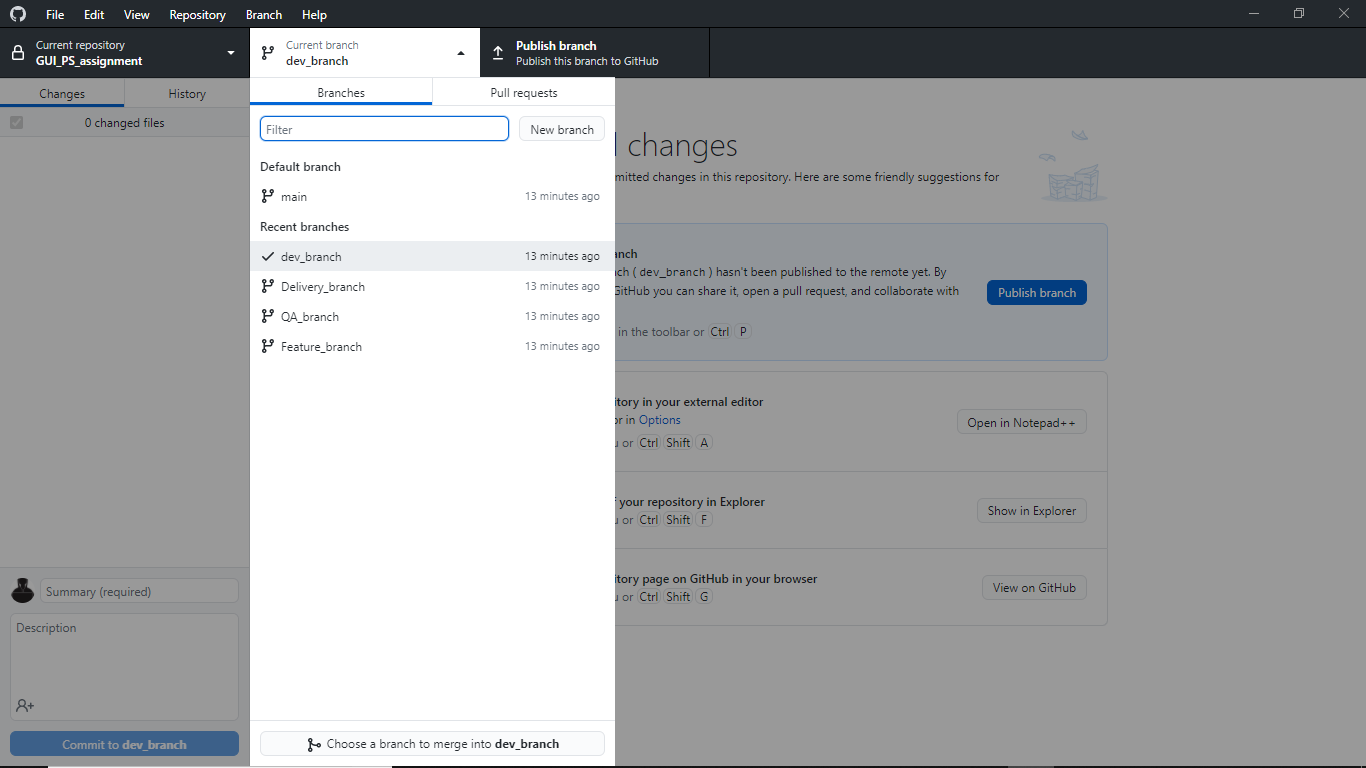 File Edit View Repository Branch Help
Current repository
GUI_PS_assignment
Current branch
dev_branch
Publish branch
Publish this branch to GitHub
Changes History
0 changed files
Summary (required)
Description
Commit to dev_branch
Branches Pull requests
Filter New branch
Default branch
main 13 minutes ago
Recent branches
dev_branch 13 minutes ago
Delivery_branch 13 minutes ago
QA_branch 13 minutes ago
Feature_branch 13 minutes ago
Choose a branch to merge into dev_branch
changes
mitted changes in this repository. Here are some friendly suggestions for
anch
ch ( dev_branch ) hasn't been published to the remote yet. By
GitHub you can share it, open a pull request, and collaborate with
Publish branch
in the toolbar or Ctrl P
itory in your external editor
or in Options
or Ctrl Shift A
Open in Notepad++
f your repository in Explorer
or Ctrl Shift F
Show in Explorer
itory page on GitHub in your browser
or Ctrl Shift G
View on GitHub